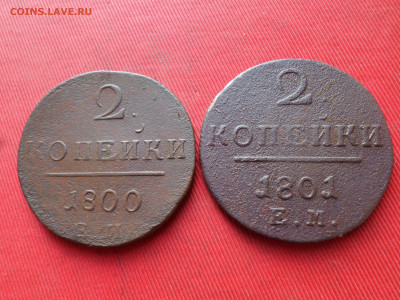 COINS.LAVE.RU
2
КОПЕЙКИ
1800
Е.М.
2.
КОПЕЙКИ
1801
Е.М.